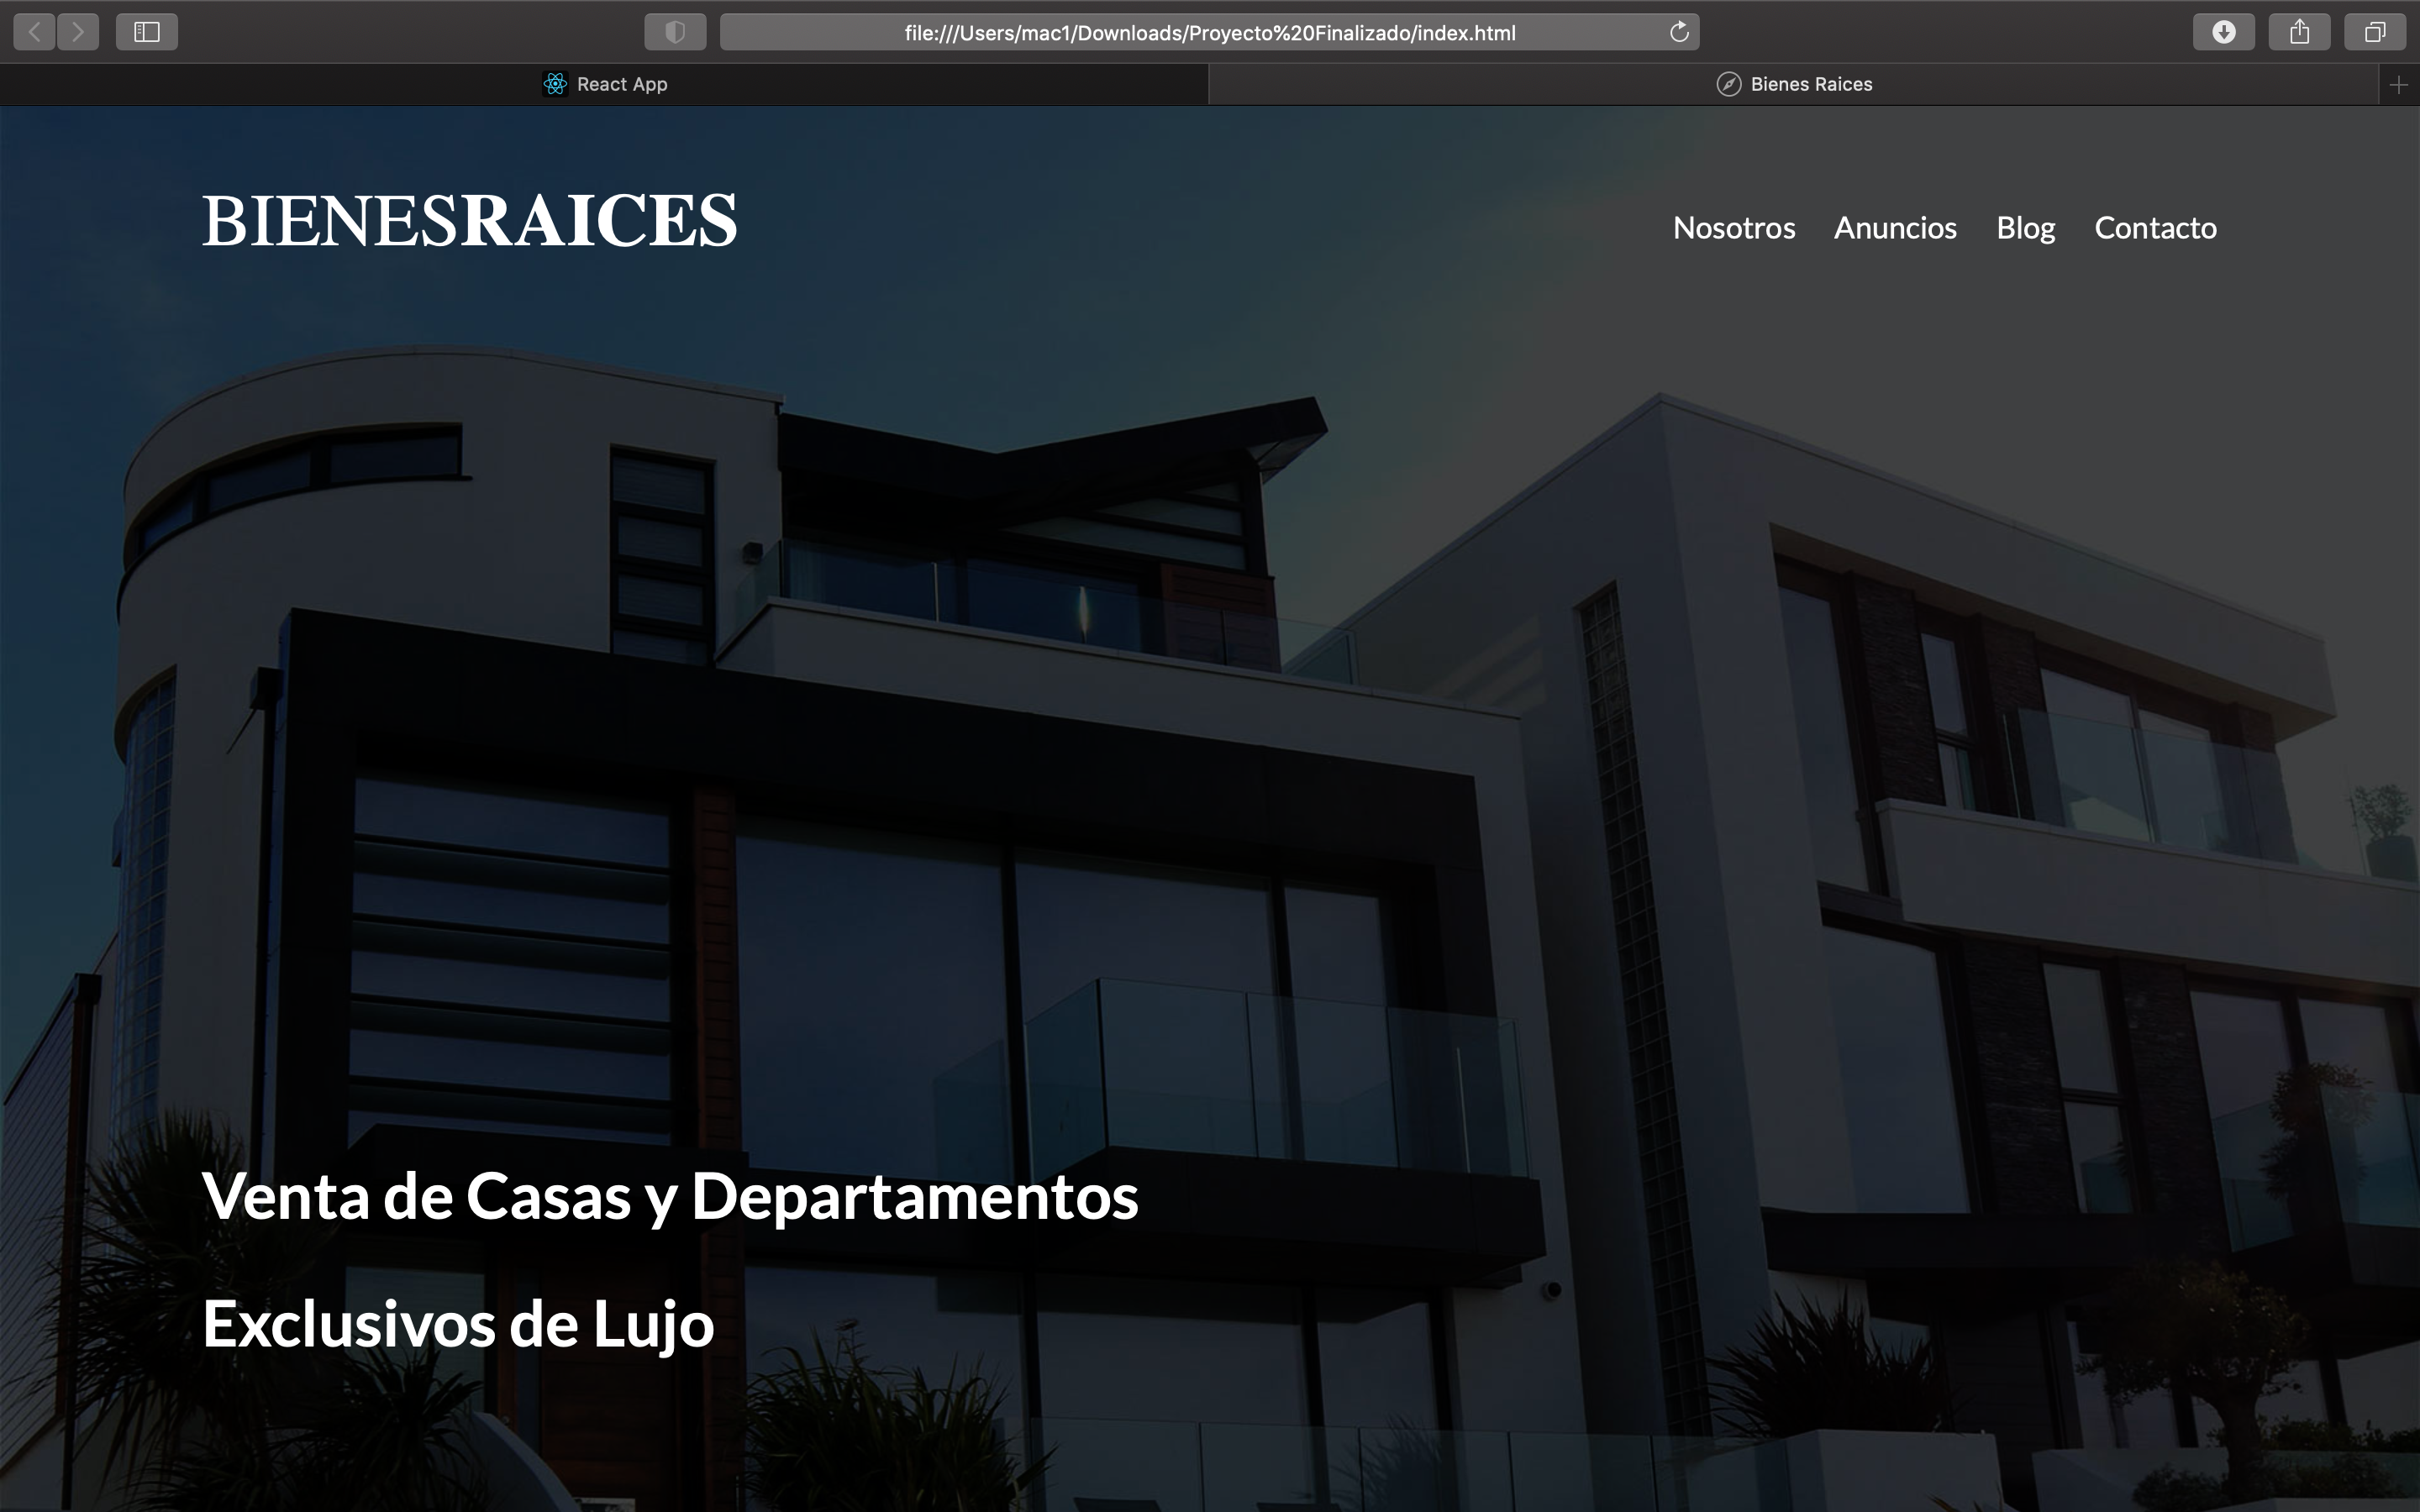 file:///Users/mac1/Downloads/Proyecto%20Finalizado/index.html
React App
Bienes Raices
BIENESRAICES
Nosotros Anuncios Blog Contacto
Venta de Casas y Departamentos
Exclusivos de Lujo